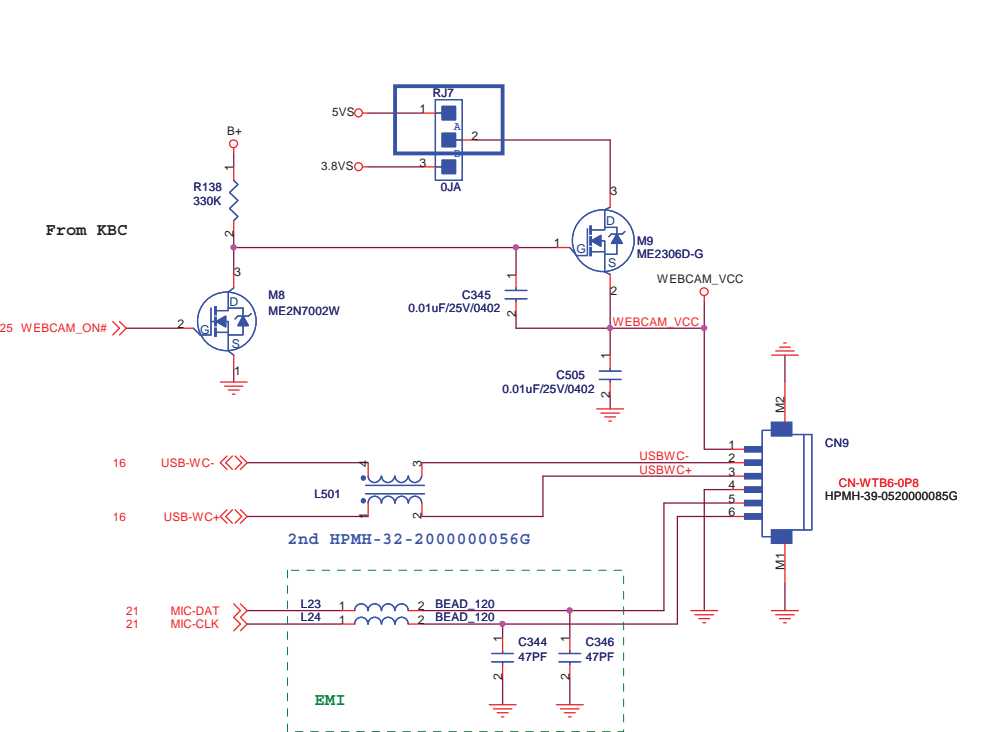 RJ7
5VS
1
A
2
B
3.8VS
3
0JA
B+
1
R138
330K
2
From KBC
3
D
M9
ME2306D-G
1
G
S
2
WEBCAM_VCC
3
D
M8
ME2N7002W
25 WEBCAM_ON#
2
G
S
1
1
C345
0.01uF/25V/0402
2
WEBCAM_VCC
1
C505
0.01uF/25V/0402
2
M2
CN9
CN-WTB6-0P8
HPMH-39-0520000085G
1
2
3
4
5
6
M1
16 USB-WC-
4
3
USBWC-
USBWC+
L501
16 USB-WC+
1
2
2nd HPMH-32-2000000056G
21 MIC-DAT
L23 1 2 BEAD_120
21 MIC-CLK
L24 1 2 BEAD_120
1
C344
47PF
2
1
C346
47PF
2
EMI